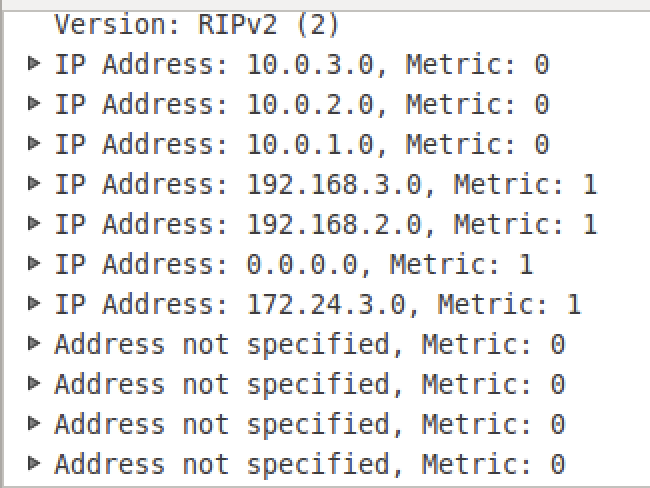 Version: RIPv2 (2)
IP Address: 10.0.3.0, Metric: 0
IP Address: 10.0.2.0, Metric: 0
IP Address: 10.0.1.0, Metric: 0
IP Address: 192.168.3.0, Metric: 1
IP Address: 192.168.2.0, Metric: 1
IP Address: 0.0.0.0, Metric: 1
IP Address: 172.24.3.0, Metric: 1
Address not specified, Metric: 0
Address not specified, Metric: 0
Address not specified, Metric: 0
Address not specified, Metric: 0